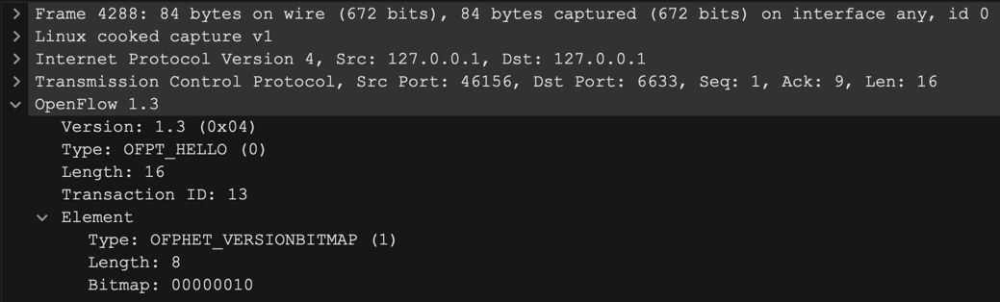 Frame 4288: 84 bytes on wire (672 bits), 84 bytes captured (672 bits) on interface any, id 0
Linux cooked capture v1
Internet Protocol Version 4, Src: 127.0.0.1, Dst: 127.0.0.1
Transmission Control Protocol, Src Port: 46156, Dst Port: 6633, Seq: 1, Ack: 9, Len: 16
OpenFlow 1.3
Version: 1.3 (0x04)
Type: OFPT_HELLO (0)
Length: 16
Transaction ID: 13
Element
Type: OFPHET_VERSIONBITMAP (1)
Length: 8
Bitmap: 00000010